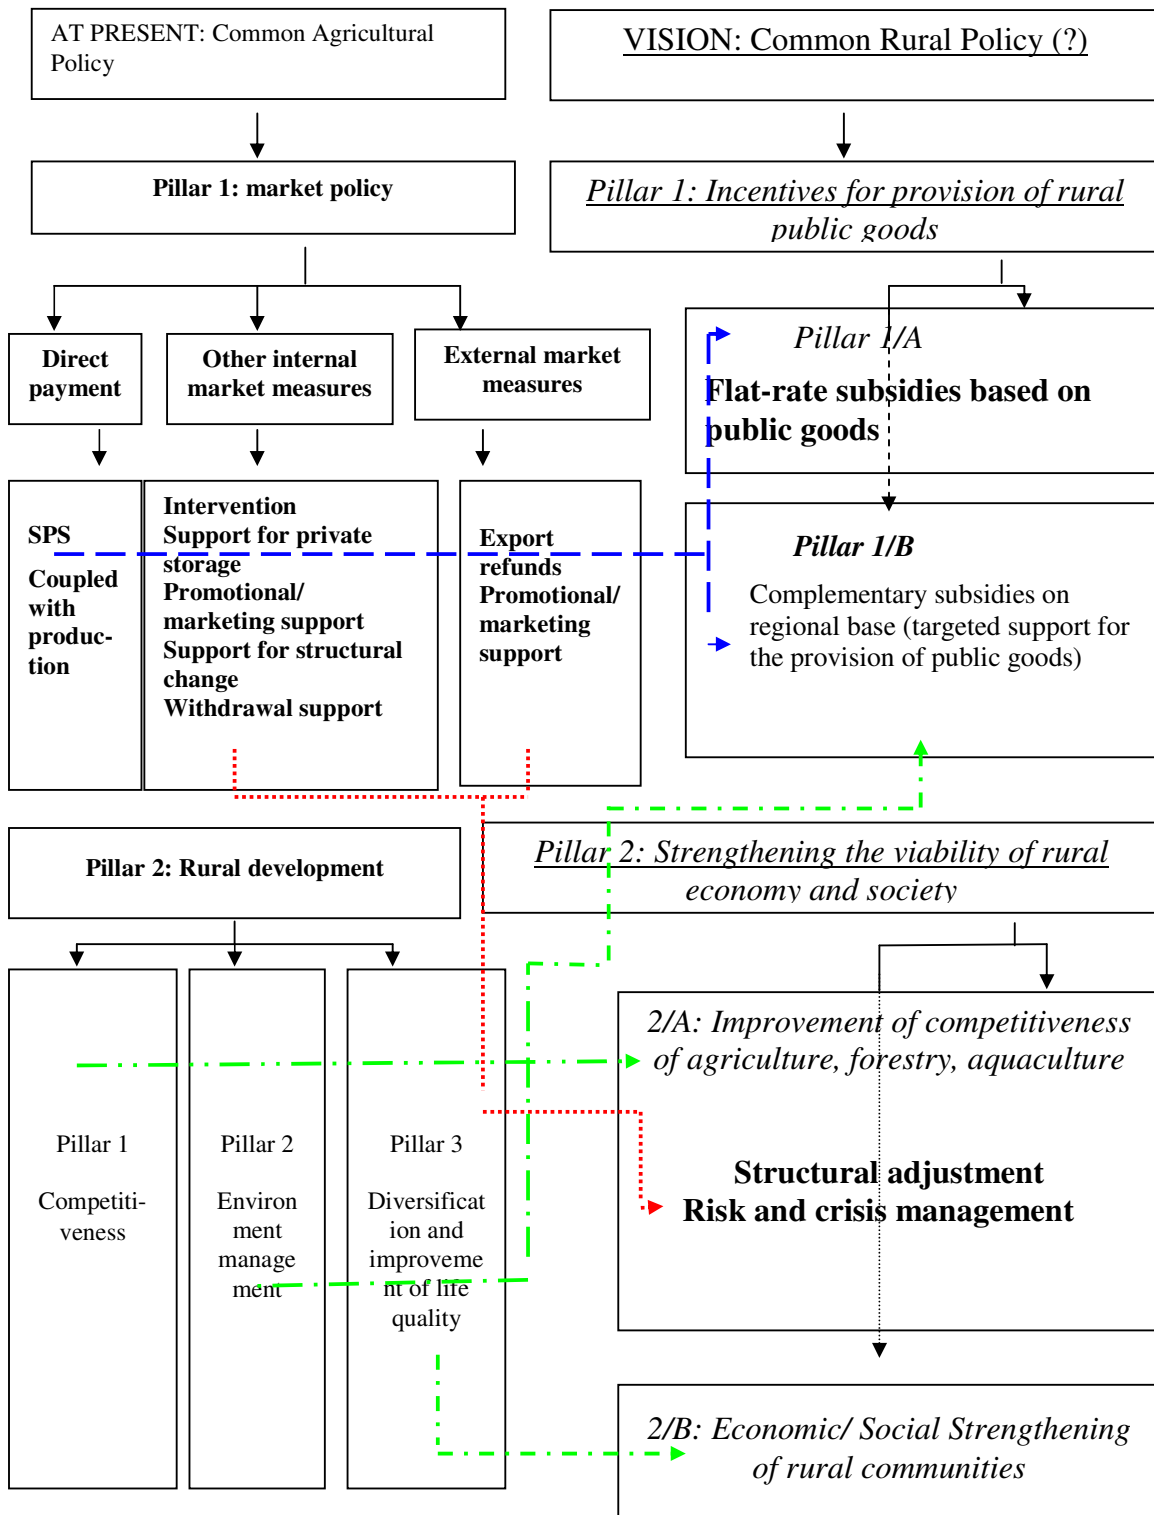 AT PRESENT: Common Agricultural
Policy
VISION: Common Rural Policy (?)
Pillar 1: market policy
Pillar 1: Incentives for provision of rural
public goods
Direct
payment
Other internal
market measures
External market
measures
Pillar 1/A
Flat-rate subsidies based on
public goods
SPS
Coupled
with
produc-
tion
Intervention
Support for private
storage
Promotional/
marketing support
Support for structural
change
Withdrawal support
Export
refunds
Promotional/
marketing
support
Pillar 1/B
Complementary subsidies on
regional base (targeted support for
the provision of public goods)
Pillar 2: Rural development
Pillar 2: Strengthening the viability of rural
economy and society
Pillar 1
Competiti-
veness
Pillar 2
Environ
ment
manage
ment
Pillar 3
Diversificat
ion and
improveme
nt of life
quality
2/A: Improvement of competitiveness
of agriculture, forestry, aquaculture
Structural adjustment
Risk and crisis management
2/B: Economic/ Social Strengthening
of rural communities